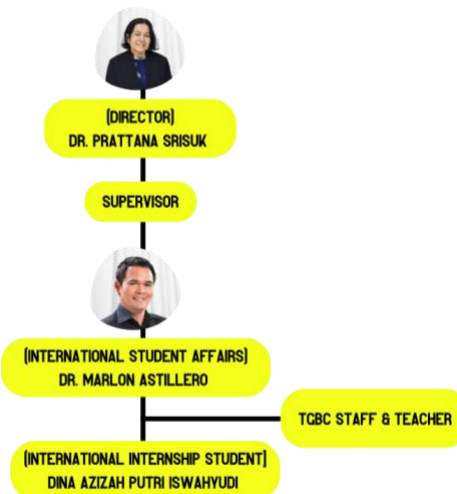 (DIRECTOR)
DR. PRATTANA SRISUK
SUPERVISOR
(INTERNATIONAL STUDENT AFFAIRS)
DR. MARLON ASTILLERO
TGBC STAFF & TEACHER
(INTERNATIONAL INTERNSHIP STUDENT)
DINA AZIZAH PUTRI ISWAHYUDI